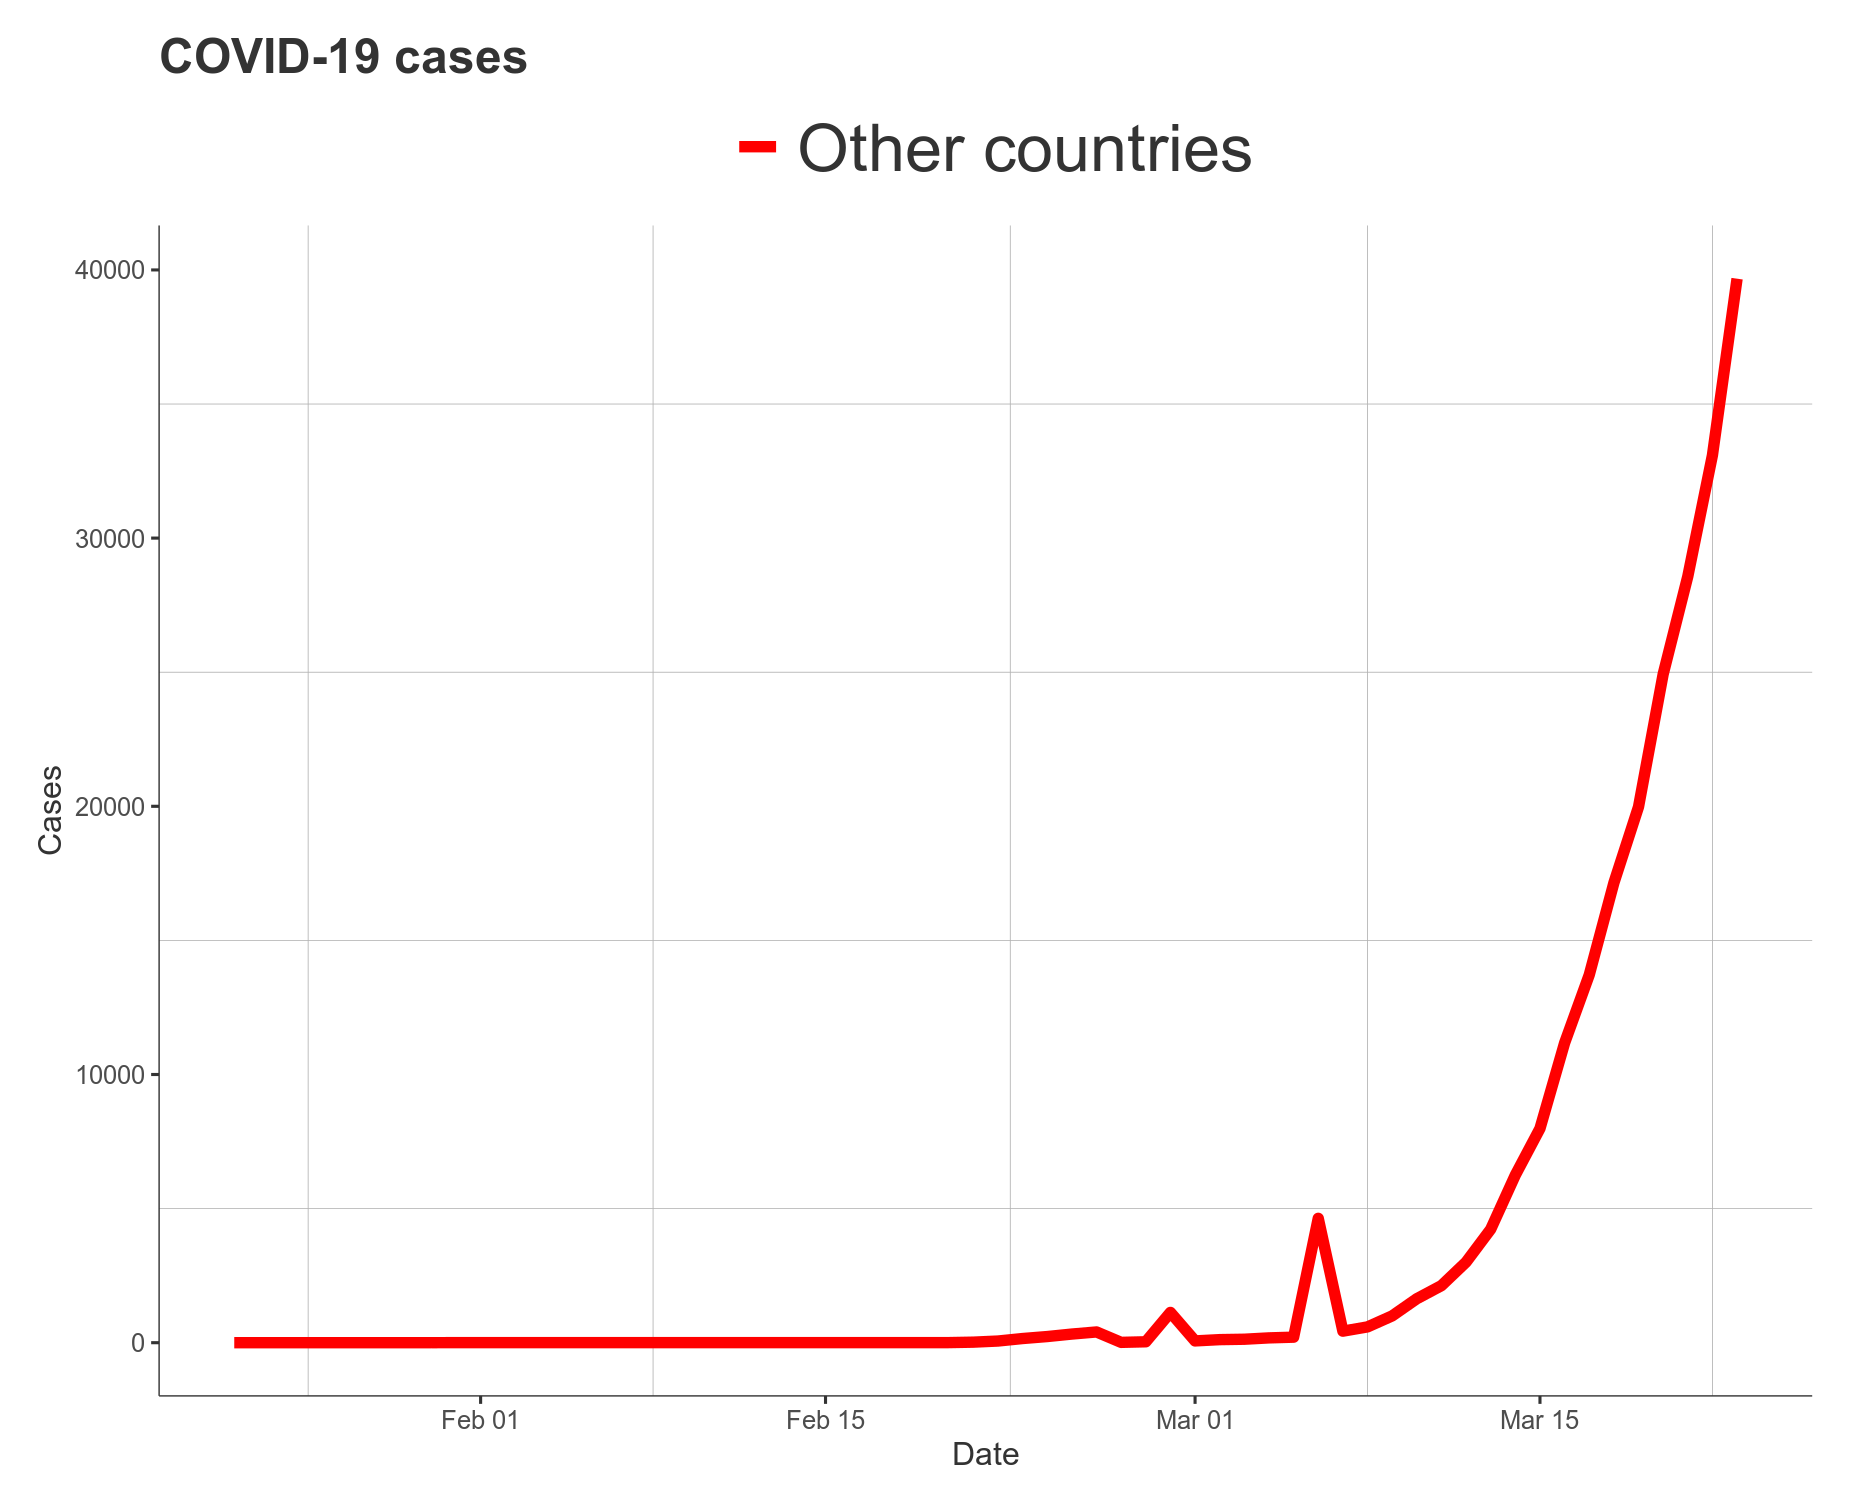 COVID-19 cases
Other countries
40000
30000
20000
10000
0
Cases
Feb 01
Feb 15
Mar 01
Mar 15
Date